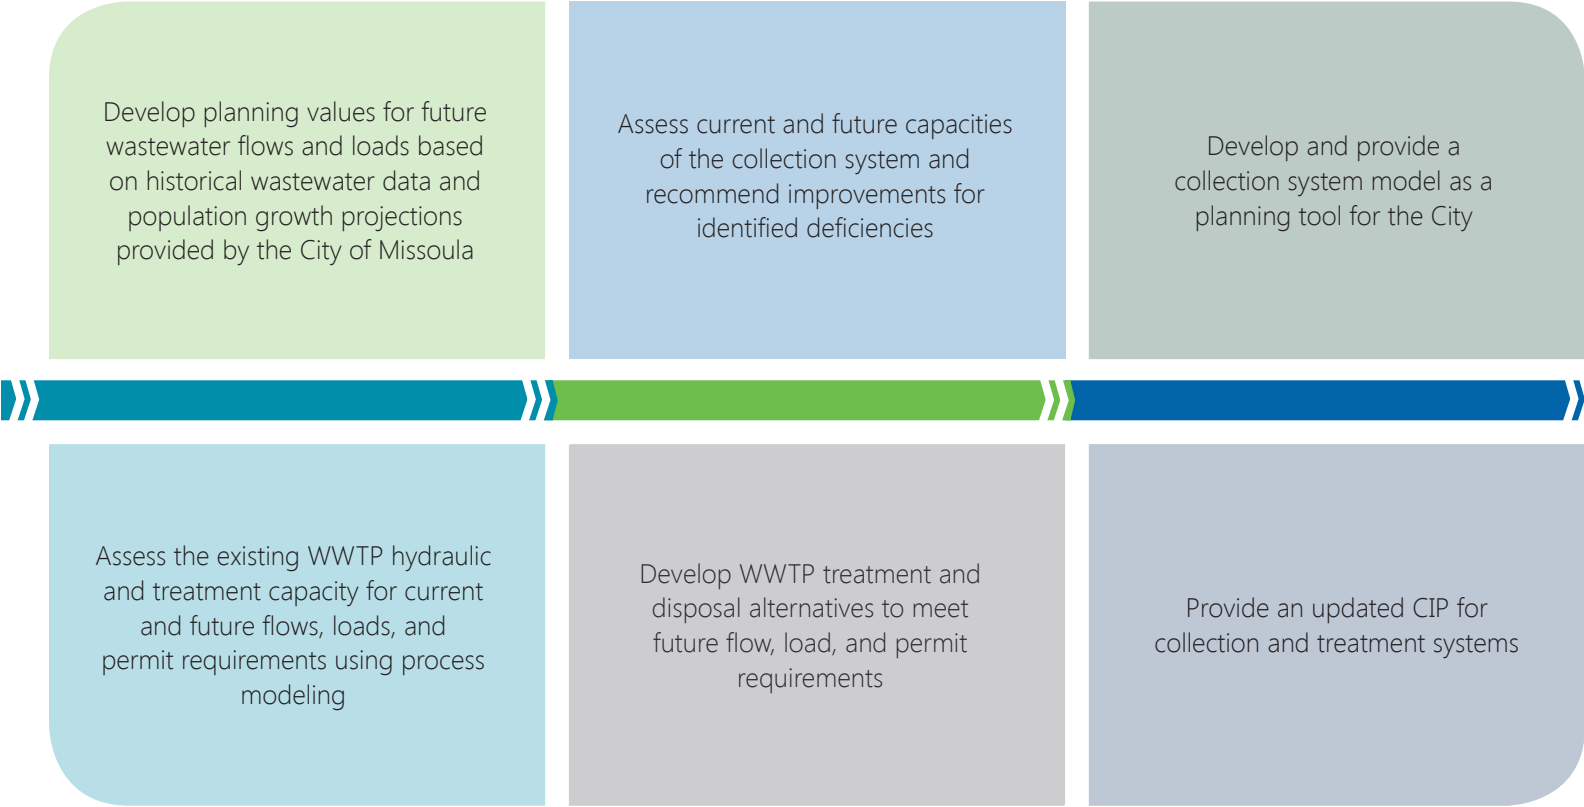 Develop planning values for future
wastewater flows and loads based
on historical wastewater data and
population growth projections
provided by the City of Missoula
Assess current and future capacities
of the collection system and
recommend improvements for
identified deficiencies
Develop and provide a
collection system model as a
planning tool for the City
Assess the existing WWTP hydraulic
and treatment capacity for current
and future flows, loads, and
permit requirements using process
modeling
Develop WWTP treatment and
disposal alternatives to meet
future flow, load, and permit
requirements
Provide an updated CIP for
collection and treatment systems